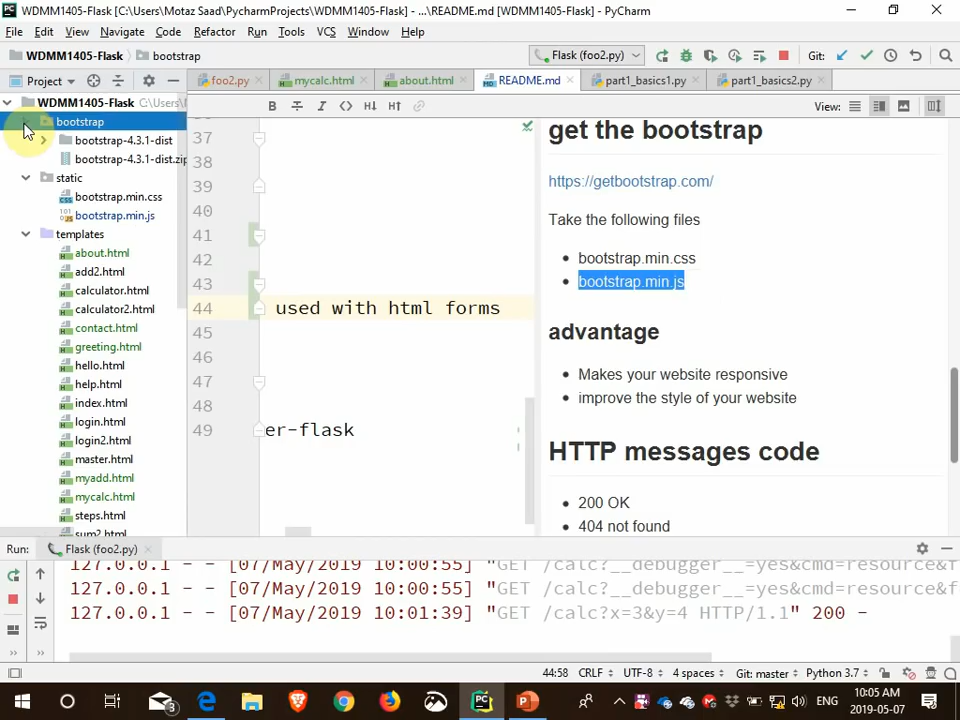 WDMM1405-Flask [C:\Users\Motaz Saad\PycharmProjects\WDMM1405-Flask] - ...\README.md [WDMM1405-Flask] - PyCharm
File Edit View Navigate Code Refactor Run Tools VCS Window Help
WDMM1405-Flask bootstrap Flask (foo2.py) Git:
Project foo2.py mycalc.html about.html README.md part1_basics1.py part1_basics2.py
WDMM1405-Flask
View:
bootstrap
bootstrap-4.3.1-dist
bootstrap-4.3.1-dist.zip
static
bootstrap.min.css
bootstrap.min.js
templates
about.html
add2.html
calculator.html
calculator2.html
contact.html
greeting.html
hello.html
help.html
index.html
login.html
login2.html
master.html
myadd.html
mycalc.html
steps.html
sum2.html
37
38
39
40
41
42
43
44 used with html forms
45
46
47
48
49 er-flask
get the bootstrap
https://getbootstrap.com/
Take the following files
• bootstrap.min.css
• bootstrap.min.js
advantage
• Makes your website responsive
• improve the style of your website
HTTP messages code
• 200 OK
• 404 not found
Run: Flask (foo2.py)
127.0.0.1 - - [07/May/2019 10:00:55] "GET /calc?__debugger__=yes&cmd=resource&f
127.0.0.1 - - [07/May/2019 10:00:55] "GET /calc?__debugger__=yes&cmd=resource&f
127.0.0.1 - - [07/May/2019 10:01:39] "GET /calc?x=3&y=4 HTTP/1.1" 200 -
44:58 CRLF UTF-8 4 spaces Git: master Python 3.7
3 ENG 10:05 AM
2019-05-07